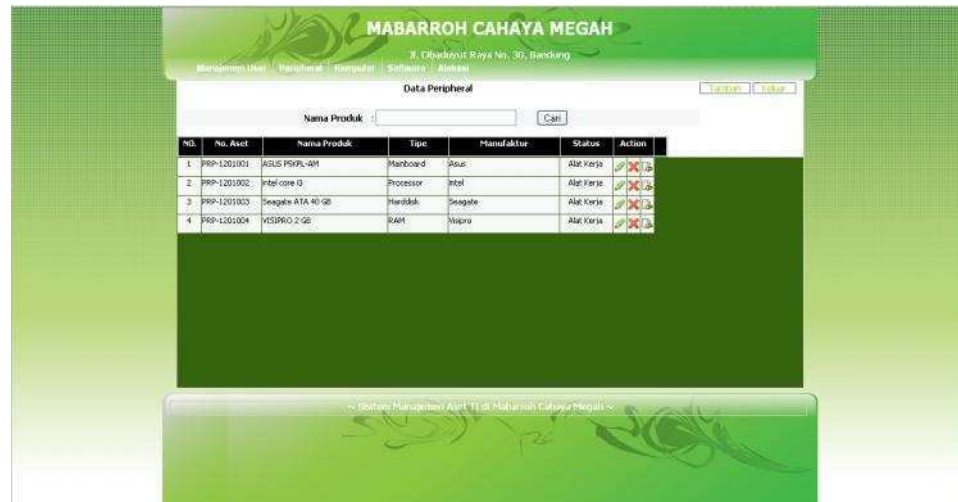 MABARROH CAHAYA MEGAH
Jl. Cibaduyut Raya No. 30, Bandung
Manajemen User Peripheral Komputer Software Alokasi
Data Peripheral Tambah Keluar
Nama Produk : Cari
NO. No. Aset Nama Produk Tipe Manufaktur Status Action
1 PRP-1201001 ASUS P5KPL-AM Mainboard Asus Alat Kerja
2 PRP-1201002 Intel core i3 Processor Intel Alat Kerja
3 PRP-1201003 Seagate ATA 40 GB Harddisk Seagate Alat Kerja
4 PRP-1201004 VISIPRO 2 GB RAM Visipro Alat Kerja
~ Sistem Manajemen Aset TI di Mabarroh Cahaya Megah ~